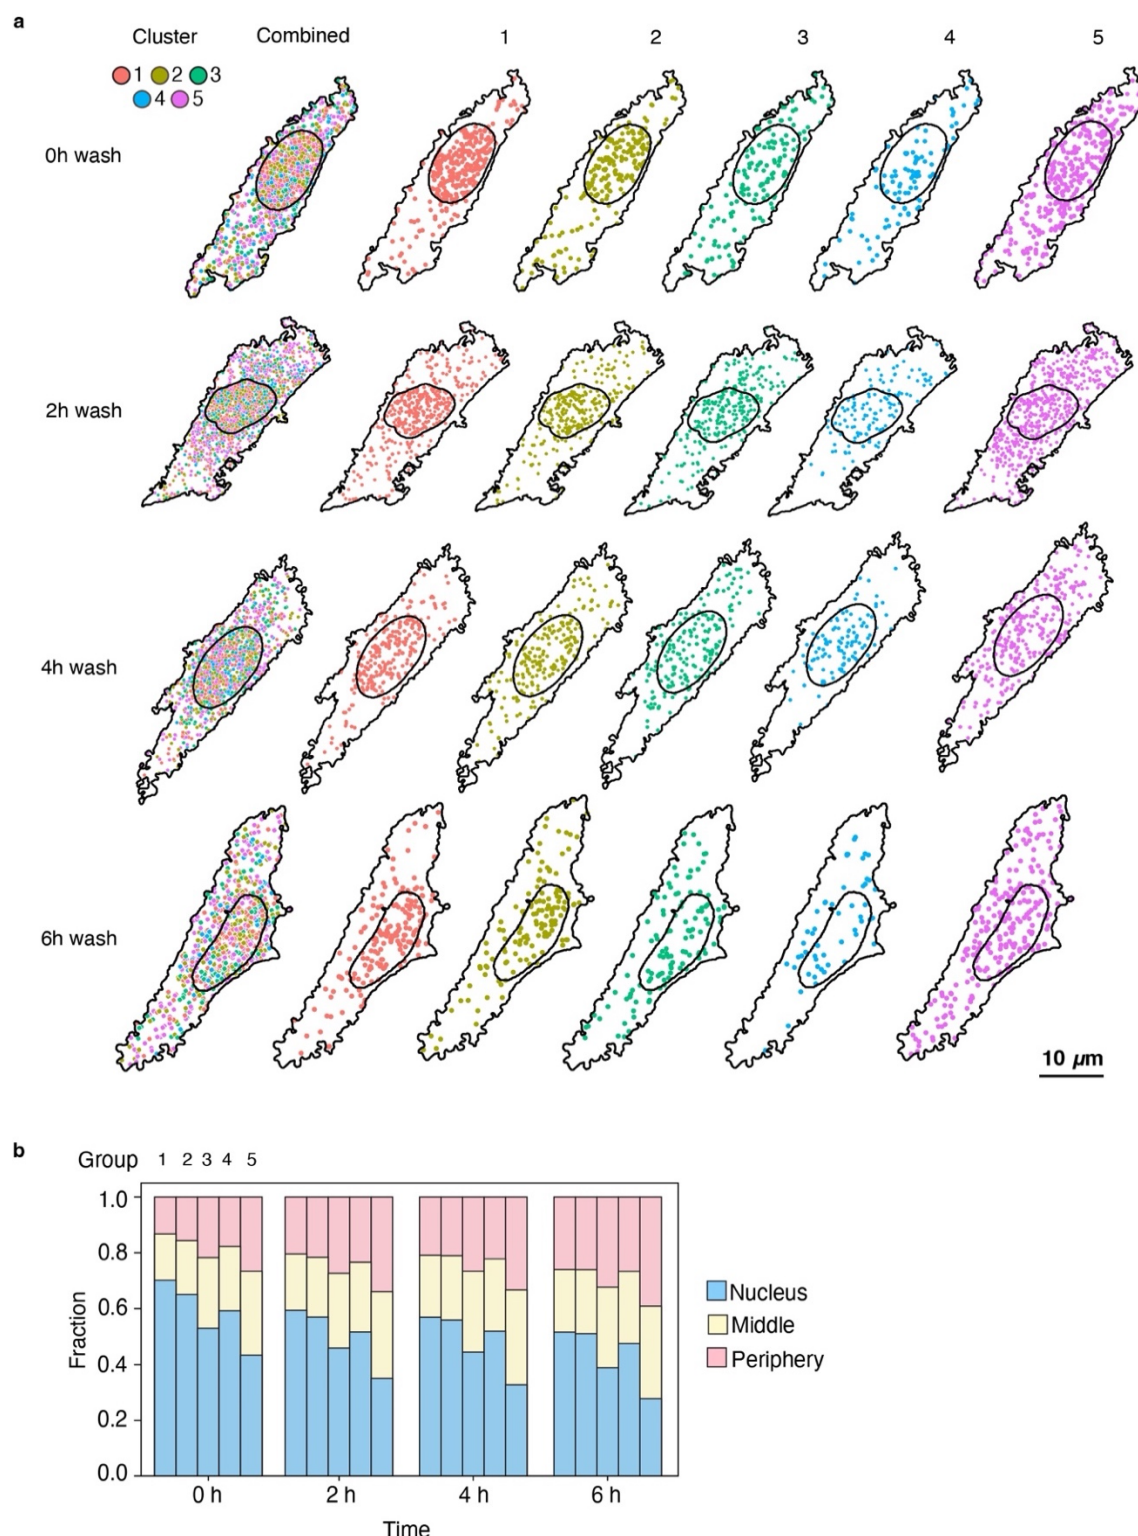 a
Cluster Combined 1 2 3 4 5
1 2 3
4 5
0h wash
2h wash
4h wash
6h wash
10 µm
b
Group 1 2 3 4 5
1.0
0.8
0.6
0.4
0.2
0.0
Fraction
Nucleus
Middle
Periphery
0 h 2 h 4 h 6 h
Time